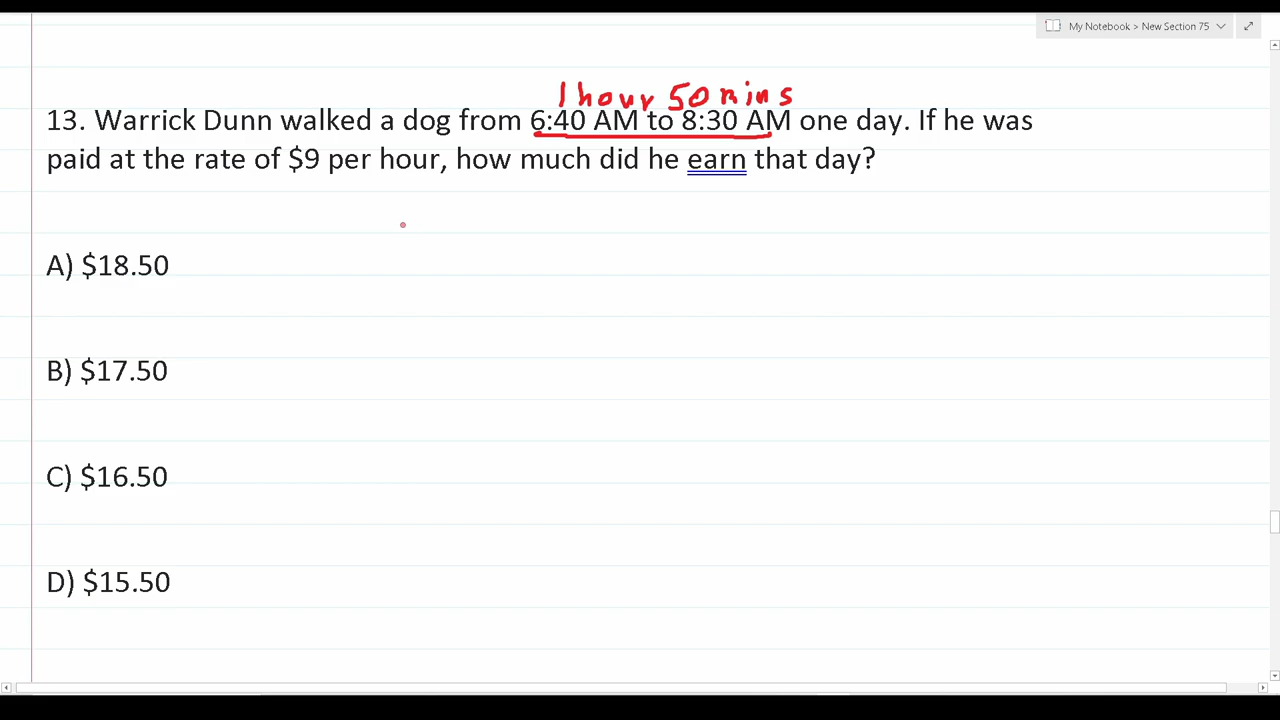 My Notebook > New Section 75
1 hour 50 mins
13. Warrick Dunn walked a dog from 6:40 AM to 8:30 AM one day. If he was
paid at the rate of $9 per hour, how much did he earn that day?
A) $18.50
B) $17.50
C) $16.50
D) $15.50